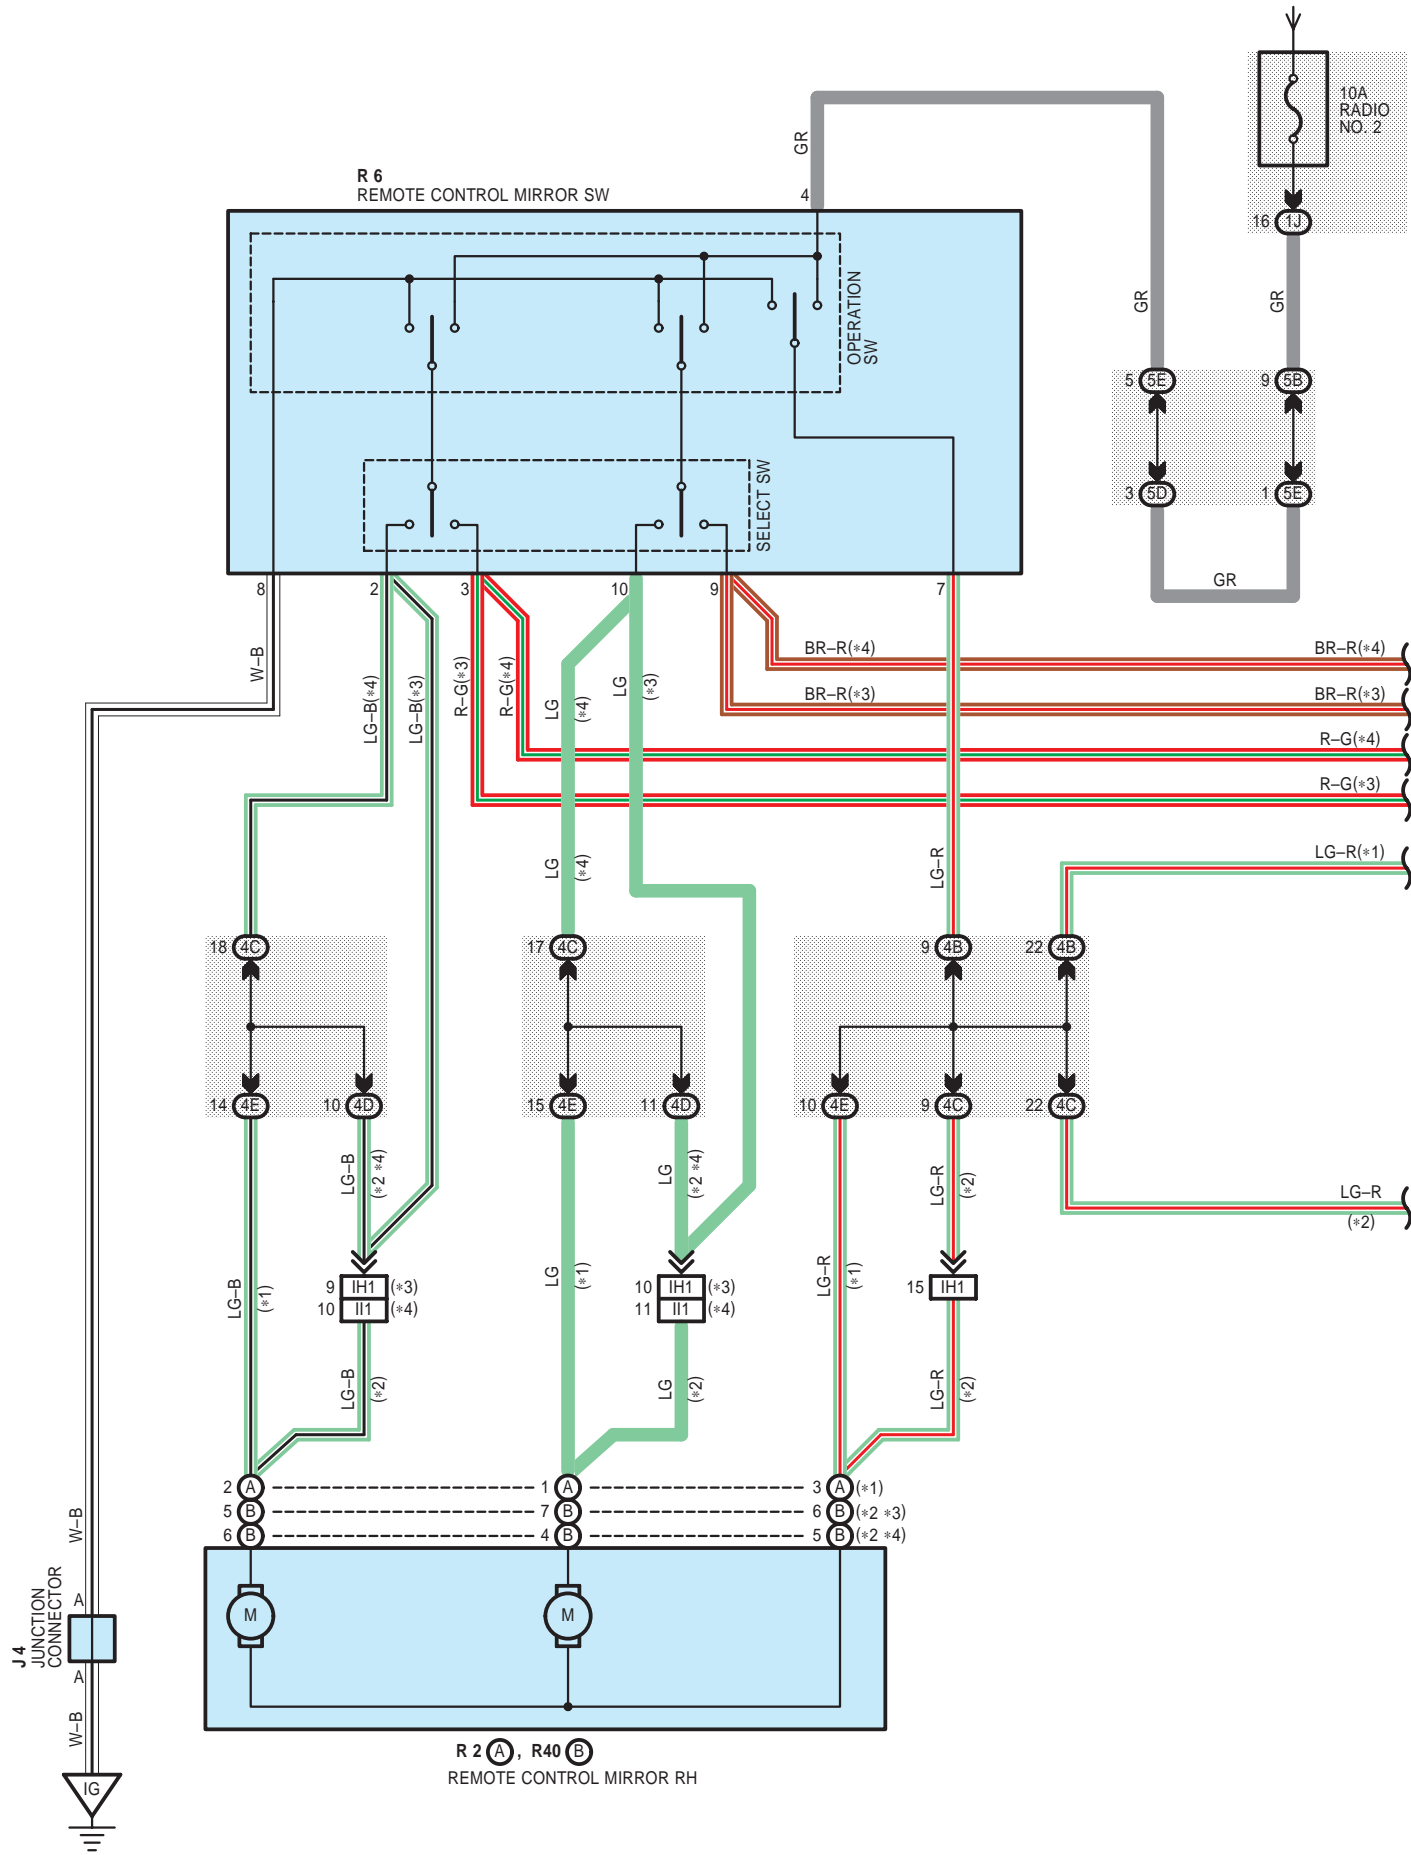 10A
RADIO
NO. 2
16 1J
GR
R 6
REMOTE CONTROL MIRROR SW
4
OPERATION
SW
SELECT SW
GR
GR
5 5E
9 5B
3 5D
1 5E
GR
8
2
3
10
9
7
W–B
LG–B(*4)
LG–B(*3)
R–G(*3)
R–G(*4)
LG
(*4)
LG
(*3)
BR–R(*4)
BR–R(*4)
BR–R(*3)
BR–R(*3)
R–G(*4)
R–G(*3)
LG
(*4)
LG–R
LG–R(*1)
18 4C
17 4C
9 4B
22 4B
14 4E
10 4D
15 4E
11 4D
10 4E
9 4C
22 4C
LG–B
(*2 *4)
LG
(*2 *4)
LG–R
(*2)
LG–R
(*2)
LG–B
(*1)
9 IH1 (*3)
10 II1 (*4)
LG
(*1)
10 IH1 (*3)
11 II1 (*4)
LG–R
(*1)
15 IH1
LG–B
(*2)
LG
(*2)
LG–R
(*2)
2 A 1 A 3 A (*1)
5 B 7 B 6 B (*2 *3)
6 B 4 B 5 B (*2 *4)
W–B
A
J 4
JUNCTION
CONNECTOR
A
W–B
IG
M
M
R 2 A , R40 B
REMOTE CONTROL MIRROR RH